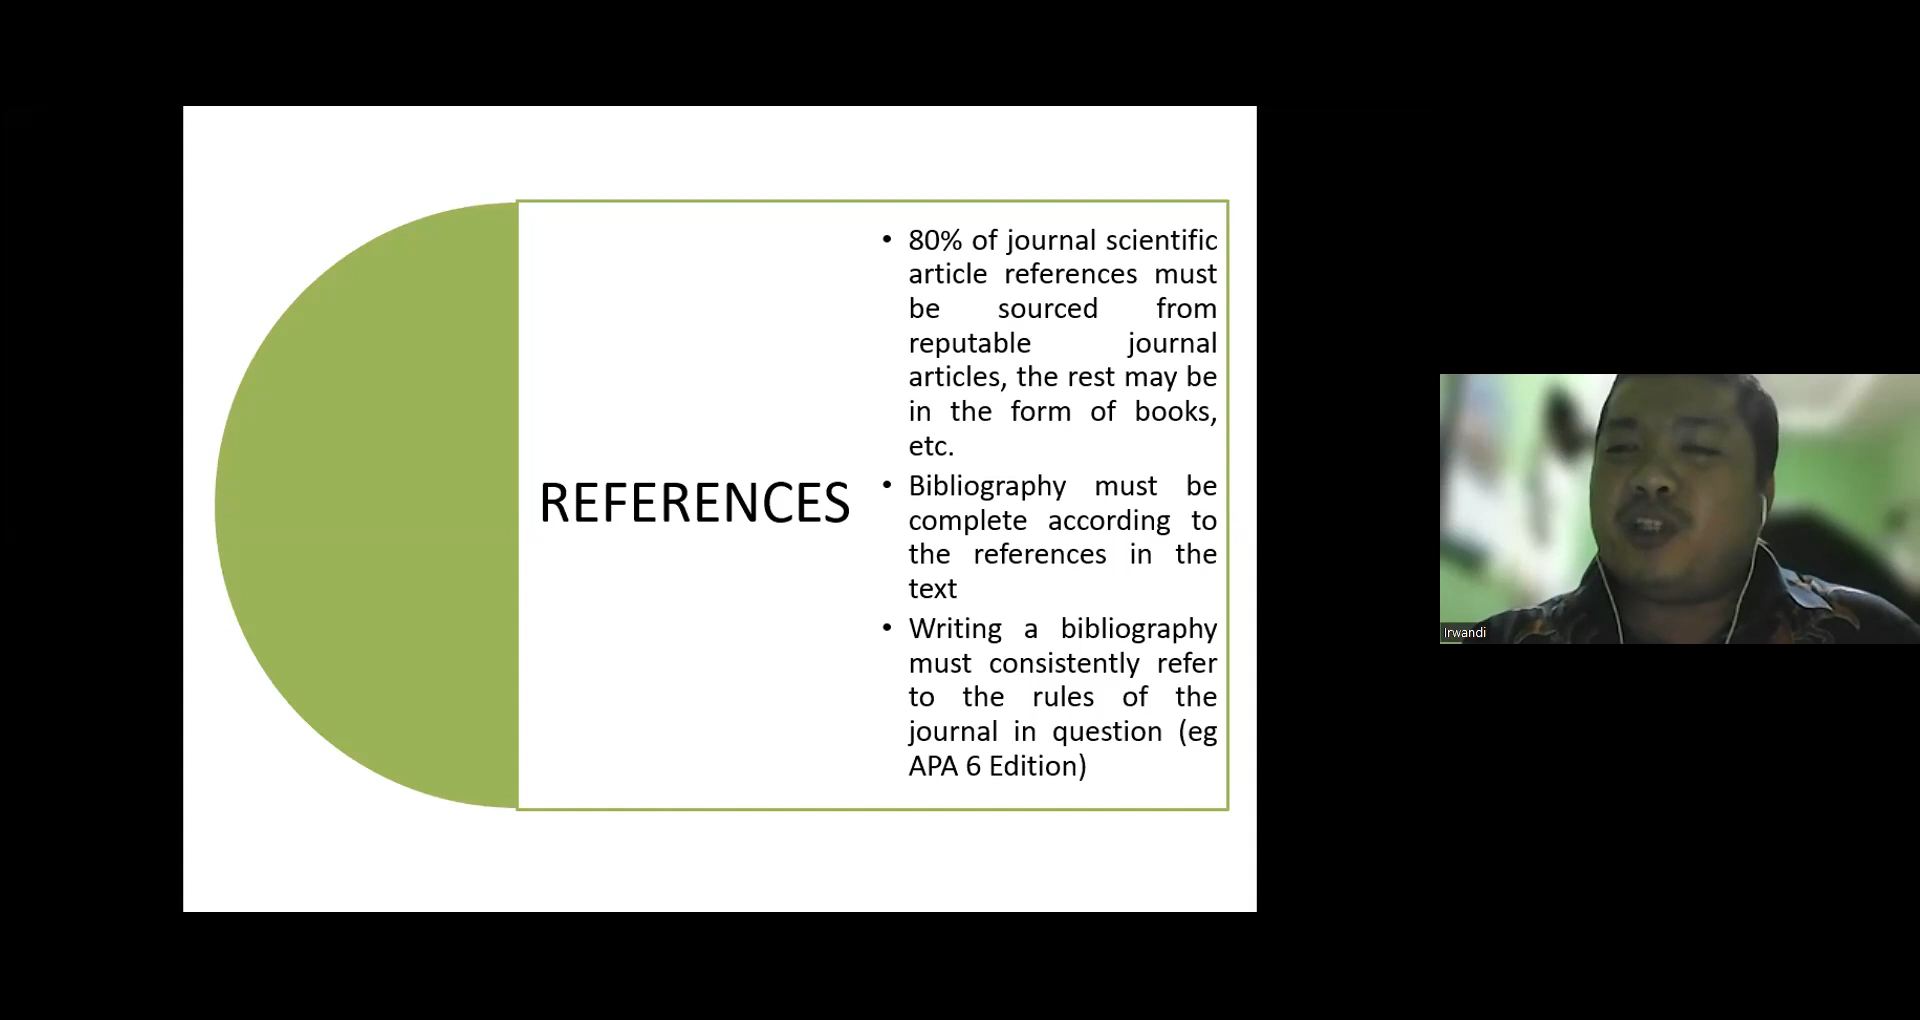 REFERENCES
• 80% of journal scientific
article references must
be sourced from
reputable journal
articles, the rest may be
in the form of books,
etc.
• Bibliography must be
complete according to
the references in the
text
• Writing a bibliography
must consistently refer
to the rules of the
journal in question (eg
APA 6 Edition)
Irwandi